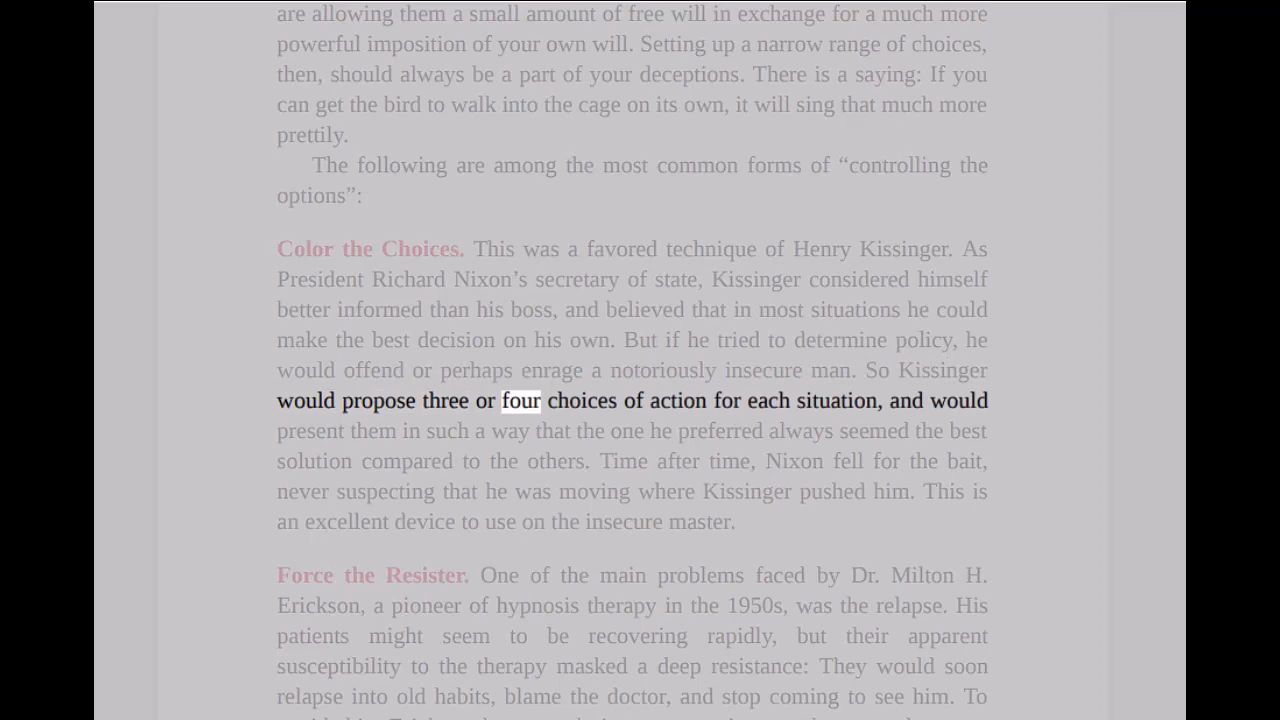 are allowing them a small amount of free will in exchange for a much more
powerful imposition of your own will. Setting up a narrow range of choices,
then, should always be a part of your deceptions. There is a saying: If you
can get the bird to walk into the cage on its own, it will sing that much more
prettily.
The following are among the most common forms of “controlling the
options”:
Color the Choices. This was a favored technique of Henry Kissinger. As
President Richard Nixon’s secretary of state, Kissinger considered himself
better informed than his boss, and believed that in most situations he could
make the best decision on his own. But if he tried to determine policy, he
would offend or perhaps enrage a notoriously insecure man. So Kissinger
would propose three or four choices of action for each situation, and would
present them in such a way that the one he preferred always seemed the best
solution compared to the others. Time after time, Nixon fell for the bait,
never suspecting that he was moving where Kissinger pushed him. This is
an excellent device to use on the insecure master.
Force the Resister. One of the main problems faced by Dr. Milton H.
Erickson, a pioneer of hypnosis therapy in the 1950s, was the relapse. His
patients might seem to be recovering rapidly, but their apparent
susceptibility to the therapy masked a deep resistance: They would soon
relapse into old habits, blame the doctor, and stop coming to see him. To